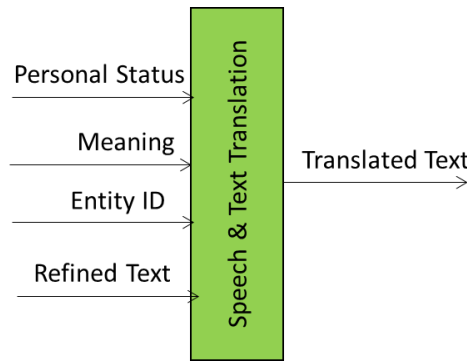 Personal Status
Meaning
Entity ID
Refined Text
Speech & Text Translation
Translated Text